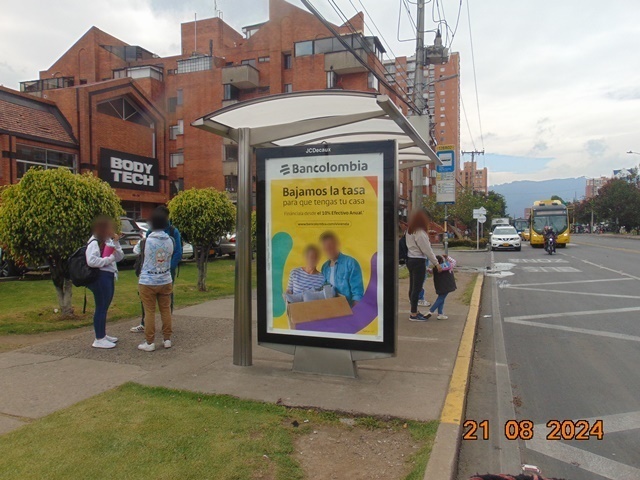 BODY
TECH
JCDecaux
Bancolombia
Bajamos la tasa
para que tengas tu casa
21 08 2024